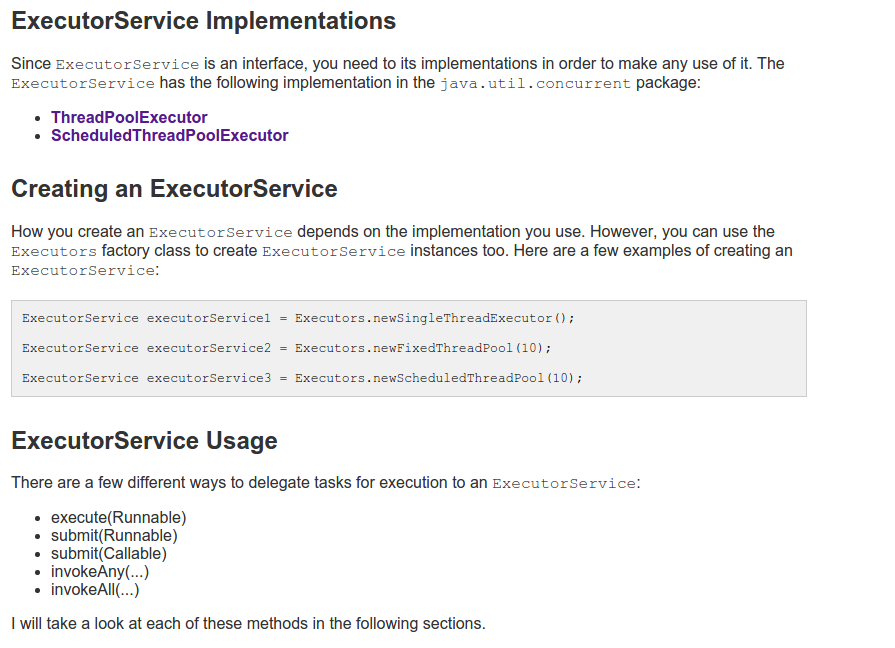 ExecutorService Implementations
Since ExecutorService is an interface, you need to its implementations in order to make any use of it. The
ExecutorService has the following implementation in the java.util.concurrent package:
• ThreadPoolExecutor
• ScheduledThreadPoolExecutor
Creating an ExecutorService
How you create an ExecutorService depends on the implementation you use. However, you can use the
Executors factory class to create ExecutorService instances too. Here are a few examples of creating an
ExecutorService:
ExecutorService executorService1 = Executors.newSingleThreadExecutor();
ExecutorService executorService2 = Executors.newFixedThreadPool(10);
ExecutorService executorService3 = Executors.newScheduledThreadPool(10);
ExecutorService Usage
There are a few different ways to delegate tasks for execution to an ExecutorService:
• execute(Runnable)
• submit(Runnable)
• submit(Callable)
• invokeAny(...)
• invokeAll(...)
I will take a look at each of these methods in the following sections.